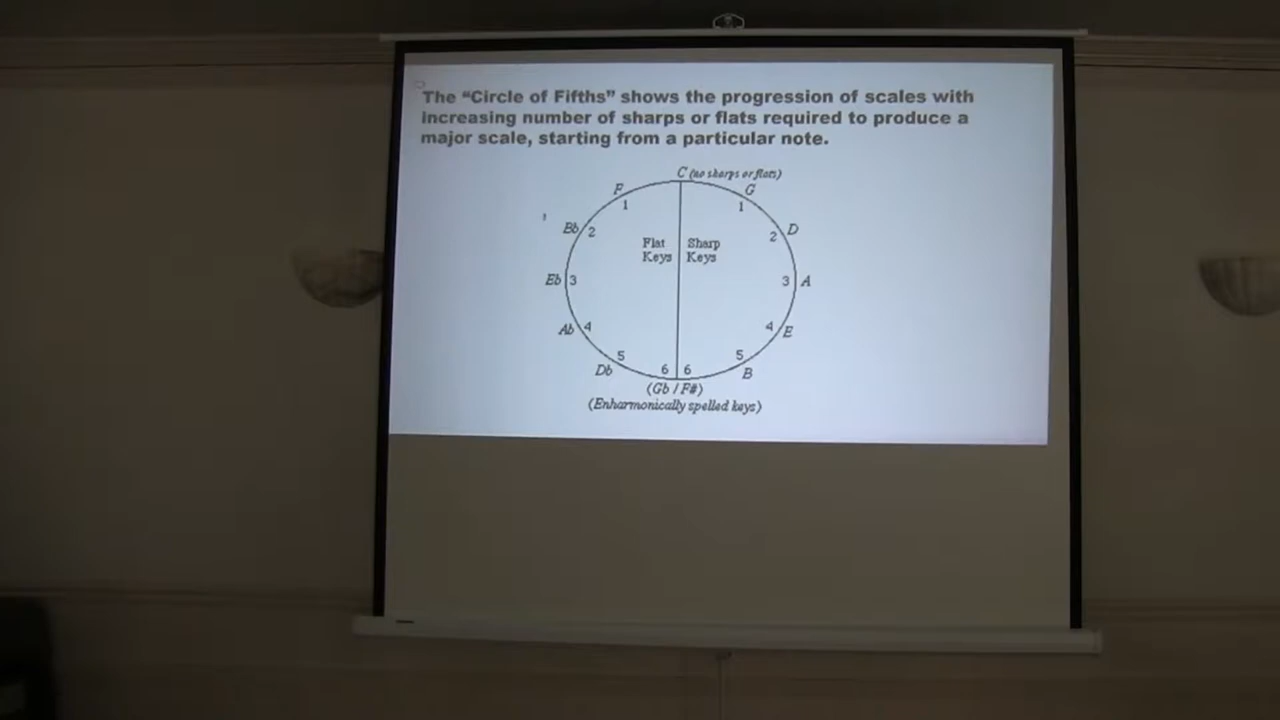 The “Circle of Fifths” shows the progression of scales with
increasing number of sharps or flats required to produce a
major scale, starting from a particular note.
C (no sharps or flats)
F G
1 1
Bb 2 2 D
Flat Sharp
Keys Keys
Eb 3 3 A
Ab 4 4 E
5 5
Db 6 6 B
(Gb / F#)
(Enharmonically spelled keys)